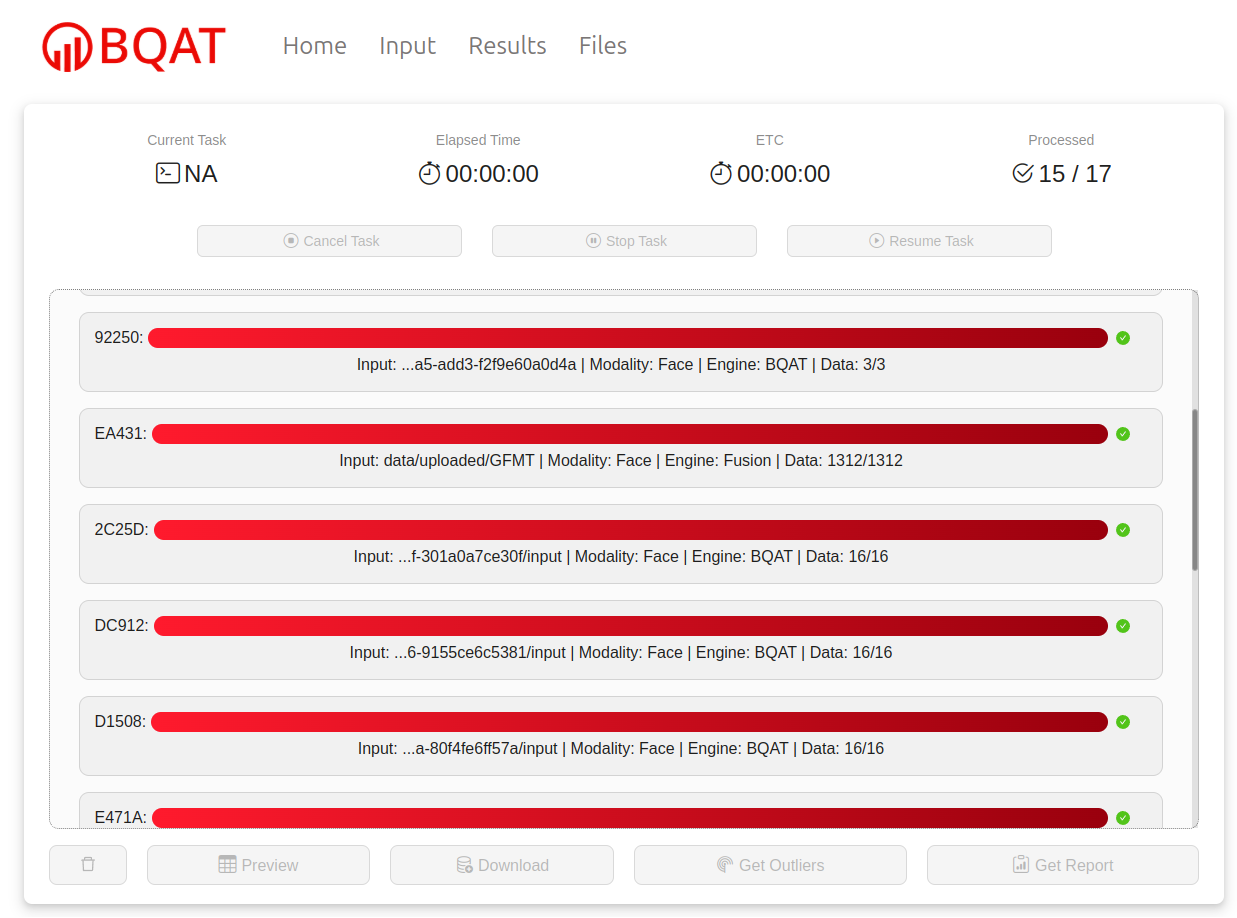 BQAT
Home Input Results Files
Current Task Elapsed Time ETC Processed
NA 00:00:00 00:00:00 15 / 17
Cancel Task Stop Task Resume Task
92250:
Input: ...a5-add3-f2f9e60a0d4a | Modality: Face | Engine: BQAT | Data: 3/3
EA431:
Input: data/uploaded/GFMT | Modality: Face | Engine: Fusion | Data: 1312/1312
2C25D:
Input: ...f-301a0a7ce30f/input | Modality: Face | Engine: BQAT | Data: 16/16
DC912:
Input: ...6-9155ce6c5381/input | Modality: Face | Engine: BQAT | Data: 16/16
D1508:
Input: ...a-80f4fe6ff57a/input | Modality: Face | Engine: BQAT | Data: 16/16
E471A:
Preview Download Get Outliers Get Report